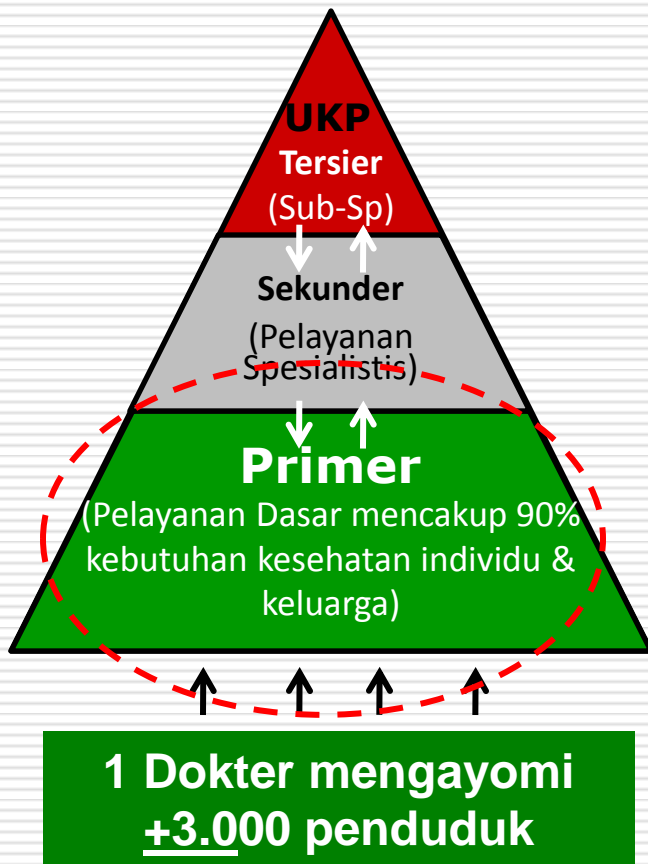 UKP
Tersier
(Sub-Sp)
Sekunder
(Pelayanan
Spesialistis)
Primer
(Pelayanan Dasar mencakup 90%
kebutuhan kesehatan individu &
keluarga)
1 Dokter mengayomi
+3.000 penduduk